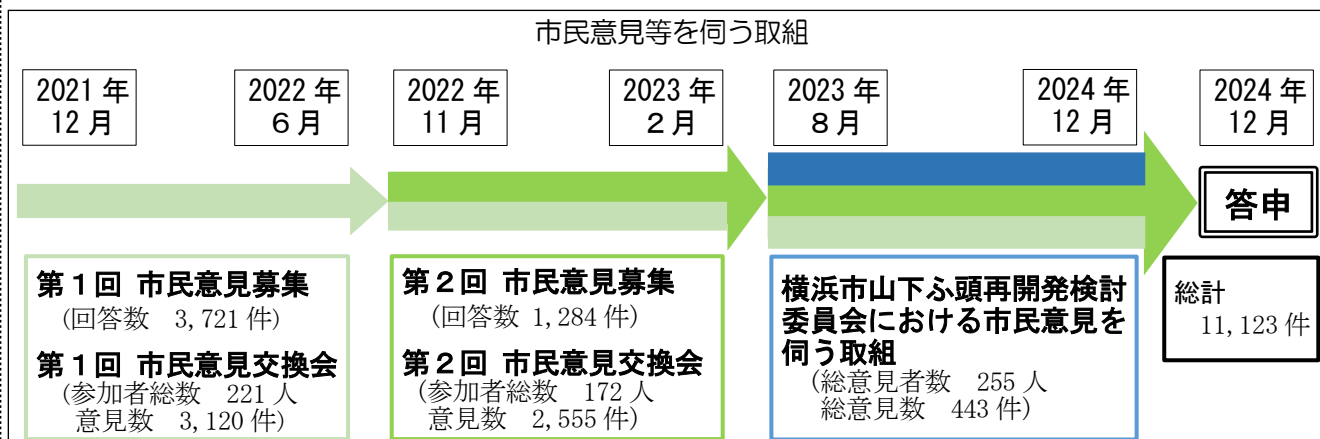 市民意見等を伺う取組
2021 年
12 月
2022 年
6 月
2022 年
11 月
2023 年
2 月
2023 年
8 月
2024 年
12 月
2024 年
12 月
答申
第1回 市民意見募集
(回答数 3,721 件)
第1回 市民意見交換会
(参加者総数 221 人
意見数 3,120 件)
第2回 市民意見募集
(回答数 1,284 件)
第2回 市民意見交換会
(参加者総数 172 人
意見数 2,555 件)
横浜市山下ふ頭再開発検討
委員会における市民意見を
伺う取組
(総意見者数 255 人
総意見数 443 件)
総計
11,123 件